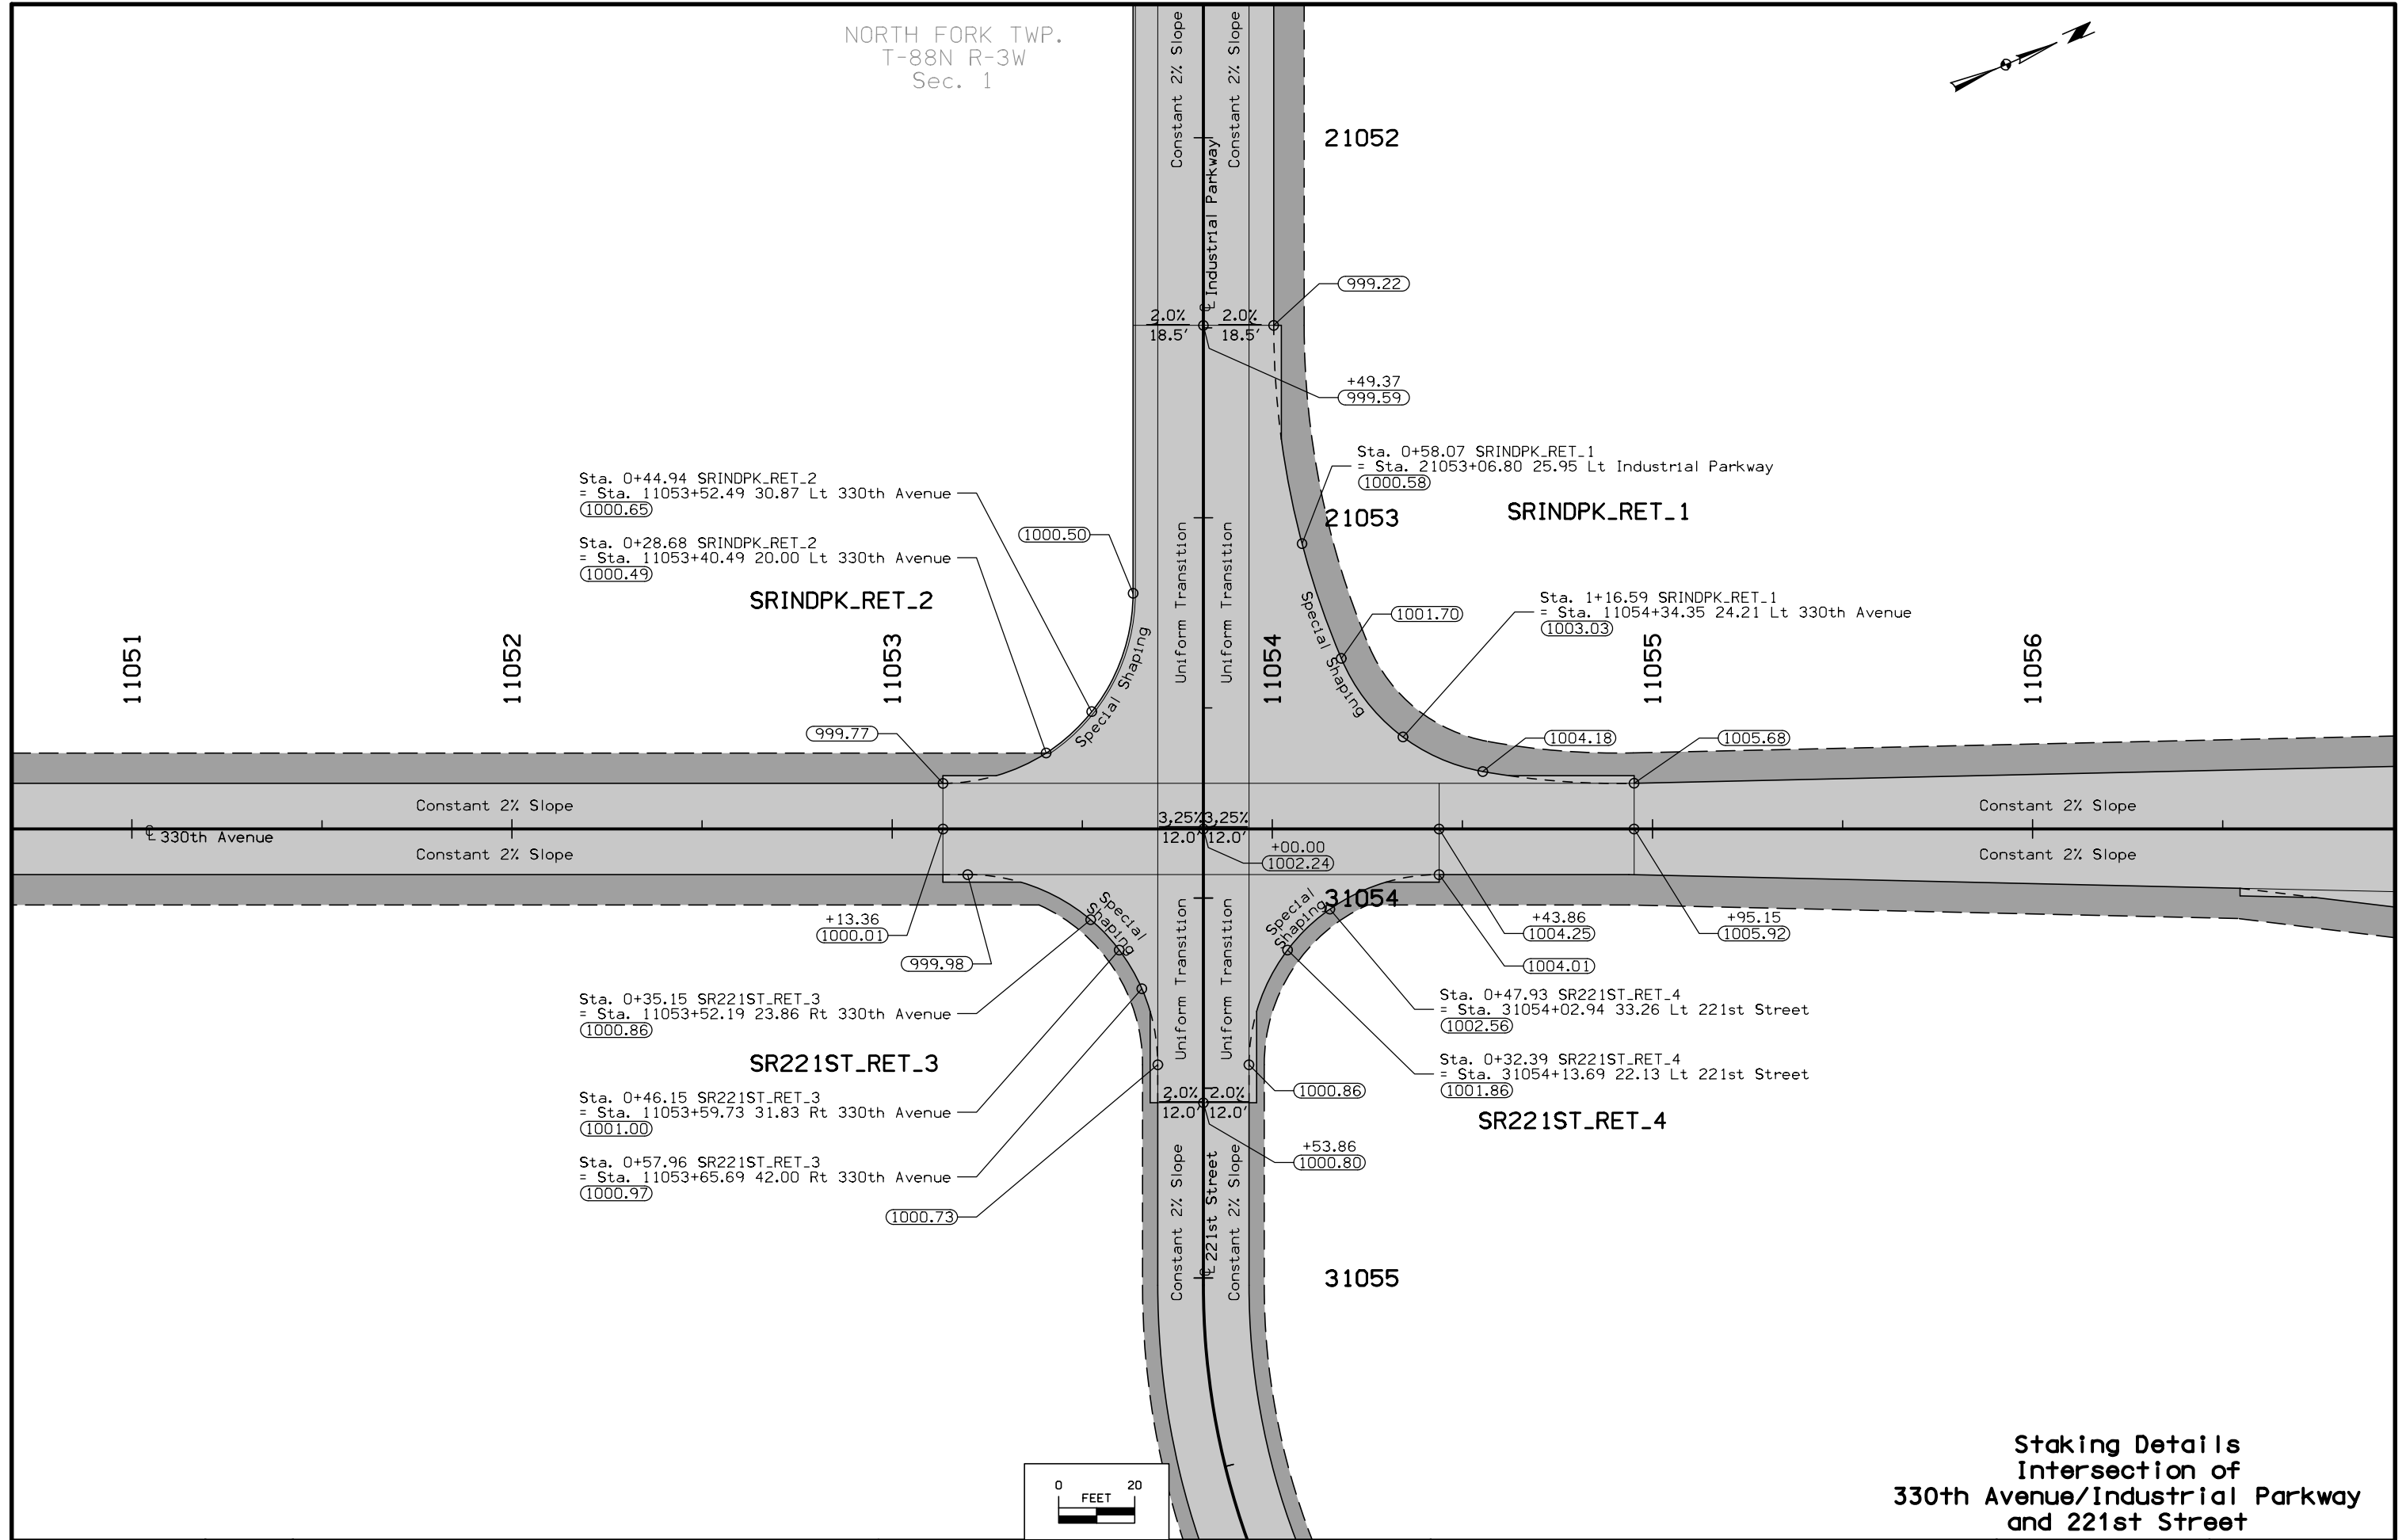 NORTH FORK TWP.
T-88N R-3W
Sec. 1
Constant 2% Slope
Constant 2% Slope
21052
℄ Industrial Parkway
999.22
2.0%
18.5'
2.0%
18.5'
+49.37
999.59
Sta. 0+58.07 SRINDPK_RET_1
= Sta. 21053+06.80 25.95 Lt Industrial Parkway
1000.58
SRINDPK_RET_1
21053
Sta. 0+44.94 SRINDPK_RET_2
= Sta. 11053+52.49 30.87 Lt 330th Avenue
1000.65
1000.50
Sta. 0+28.68 SRINDPK_RET_2
= Sta. 11053+40.49 20.00 Lt 330th Avenue
1000.49
SRINDPK_RET_2
Uniform Transition
Uniform Transition
Special Shaping
Special Shaping
1001.70
Sta. 1+16.59 SRINDPK_RET_1
= Sta. 11054+34.35 24.21 Lt 330th Avenue
1003.03
11051
11052
11053
11054
11055
11056
999.77
1004.18
1005.68
Constant 2% Slope
Constant 2% Slope
℄ 330th Avenue
3.25%
12.0'
3.25%
12.0'
+00.00
1002.24
Constant 2% Slope
Constant 2% Slope
31054
+13.36
1000.01
999.98
Special
Shaping
Special
Shaping
+43.86
1004.25
+95.15
1005.92
1004.01
Uniform Transition
Uniform Transition
Sta. 0+35.15 SR221ST_RET_3
= Sta. 11053+52.19 23.86 Rt 330th Avenue
1000.86
SR221ST_RET_3
Sta. 0+46.15 SR221ST_RET_3
= Sta. 11053+59.73 31.83 Rt 330th Avenue
1001.00
Sta. 0+57.96 SR221ST_RET_3
= Sta. 11053+65.69 42.00 Rt 330th Avenue
1000.97
1000.73
Sta. 0+47.93 SR221ST_RET_4
= Sta. 31054+02.94 33.26 Lt 221st Street
1002.56
Sta. 0+32.39 SR221ST_RET_4
= Sta. 31054+13.69 22.13 Lt 221st Street
1001.86
SR221ST_RET_4
1000.86
2.0%
12.0'
2.0%
12.0'
+53.86
1000.80
Constant 2% Slope
℄ 221st Street
Constant 2% Slope
31055
0 20
FEET
Staking Details
Intersection of
330th Avenue/Industrial Parkway
and 221st Street